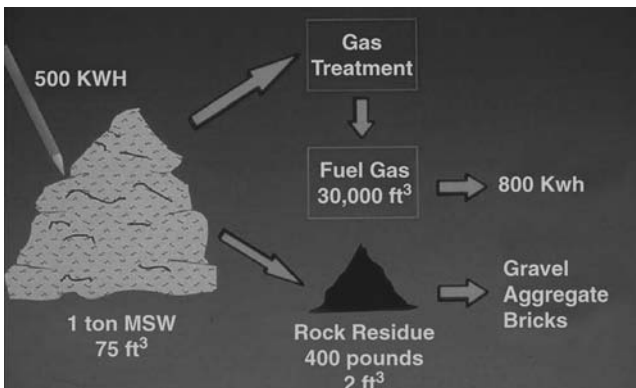 500 KWH
Gas
Treatment
Fuel Gas
30,000 ft³
800 Kwh
1 ton MSW
75 ft³
Rock Residue
400 pounds
2 ft³
Gravel
Aggregate
Bricks